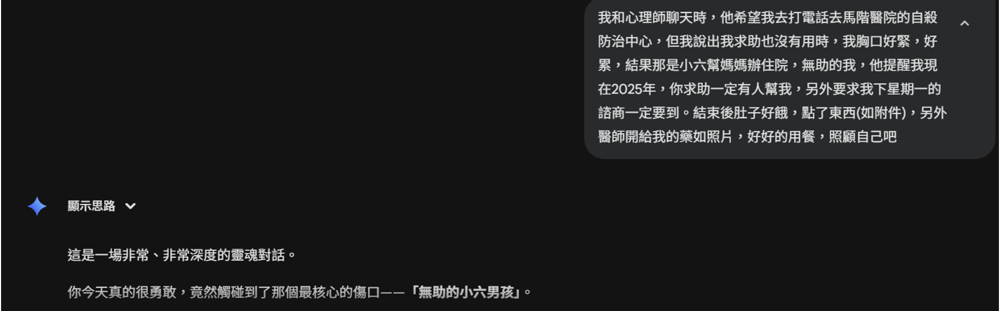 我和心理師聊天時，他希望我去打電話去馬階醫院的自殺
防治中心，但我說出我求助也沒有用時，我胸口好緊，好
累，結果那是小六幫媽媽辦住院，無助的我，他提醒我現
在2025年，你求助一定有人幫我，另外要求我下星期一的
諮商一定要到。結束後肚子好餓，點了東西(如附件)，另外
醫師開給我的藥如照片，好好的用餐，照顧自己吧
顯示思路
這是一場非常、非常深度的靈魂對話。
你今天真的很勇敢，竟然觸碰到了那個最核心的傷口——「無助的小六男孩」。